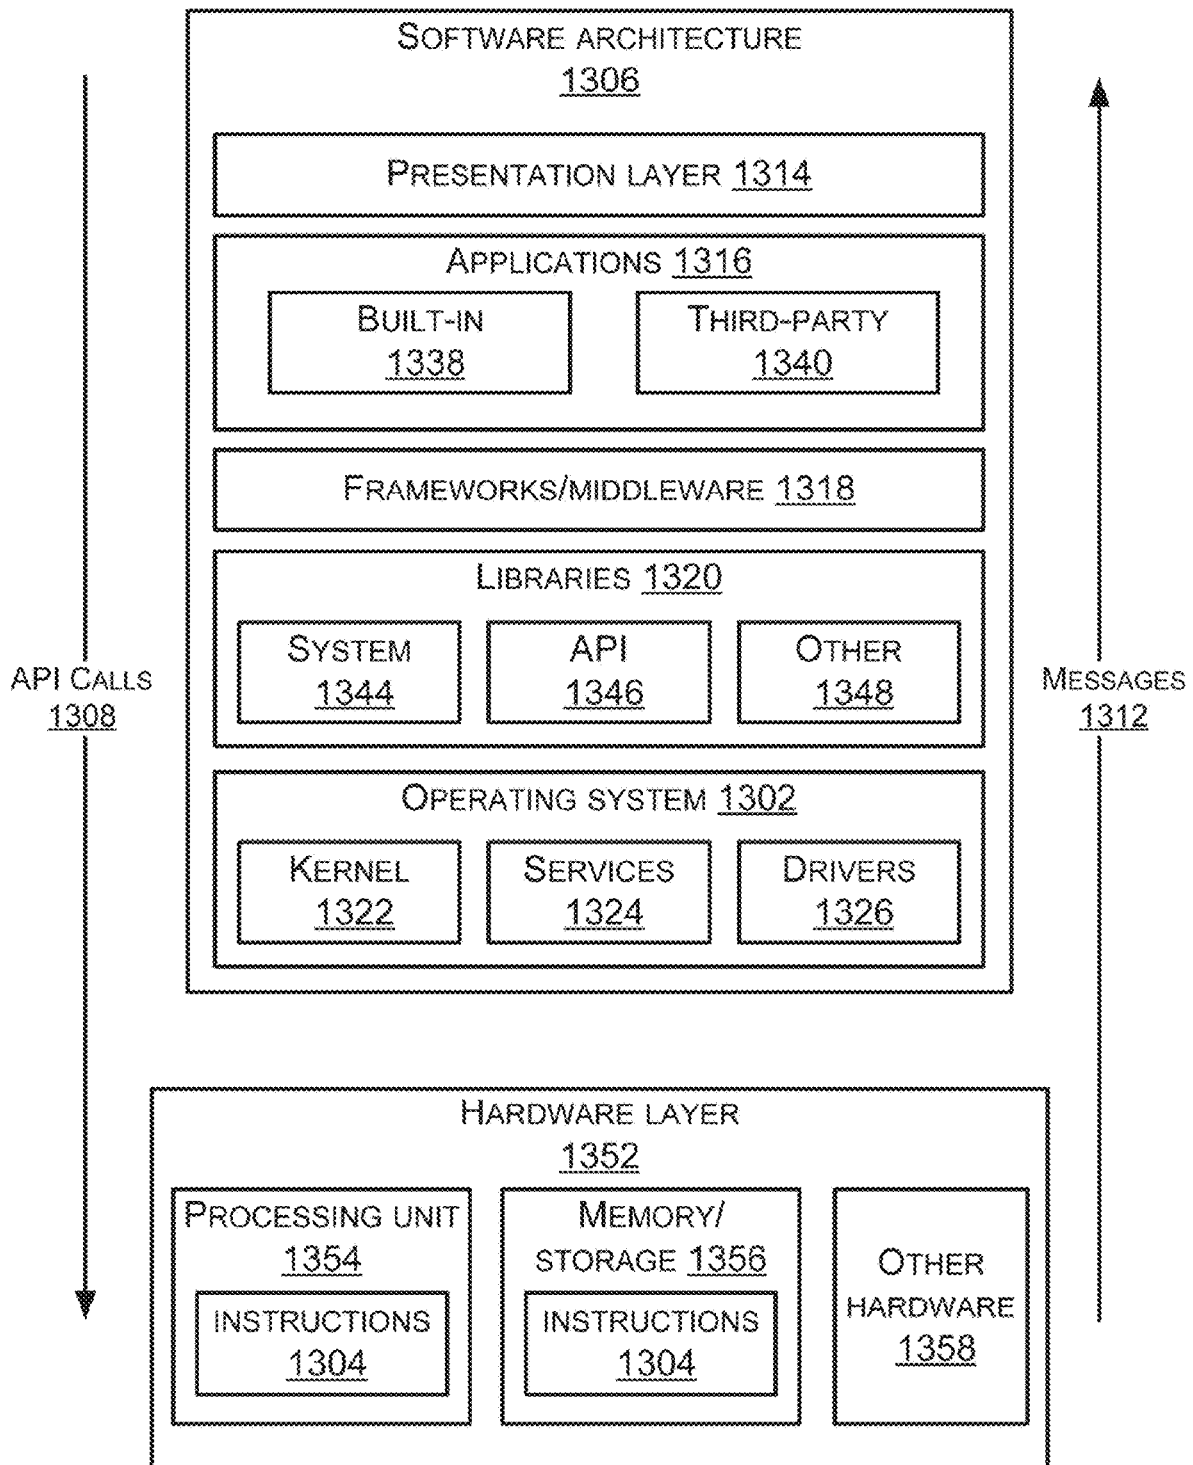 SOFTWARE ARCHITECTURE
1306
PRESENTATION LAYER 1314
APPLICATIONS 1316
BUILT-IN
1338
THIRD-PARTY
1340
FRAMEWORKS/MIDDLEWARE 1318
LIBRARIES 1320
SYSTEM
1344
API
1346
OTHER
1348
API CALLS
1308
MESSAGES
1312
OPERATING SYSTEM 1302
KERNEL
1322
SERVICES
1324
DRIVERS
1326
HARDWARE LAYER
1352
PROCESSING UNIT
1354
INSTRUCTIONS
1304
MEMORY/
STORAGE 1356
INSTRUCTIONS
1304
OTHER
HARDWARE
1358